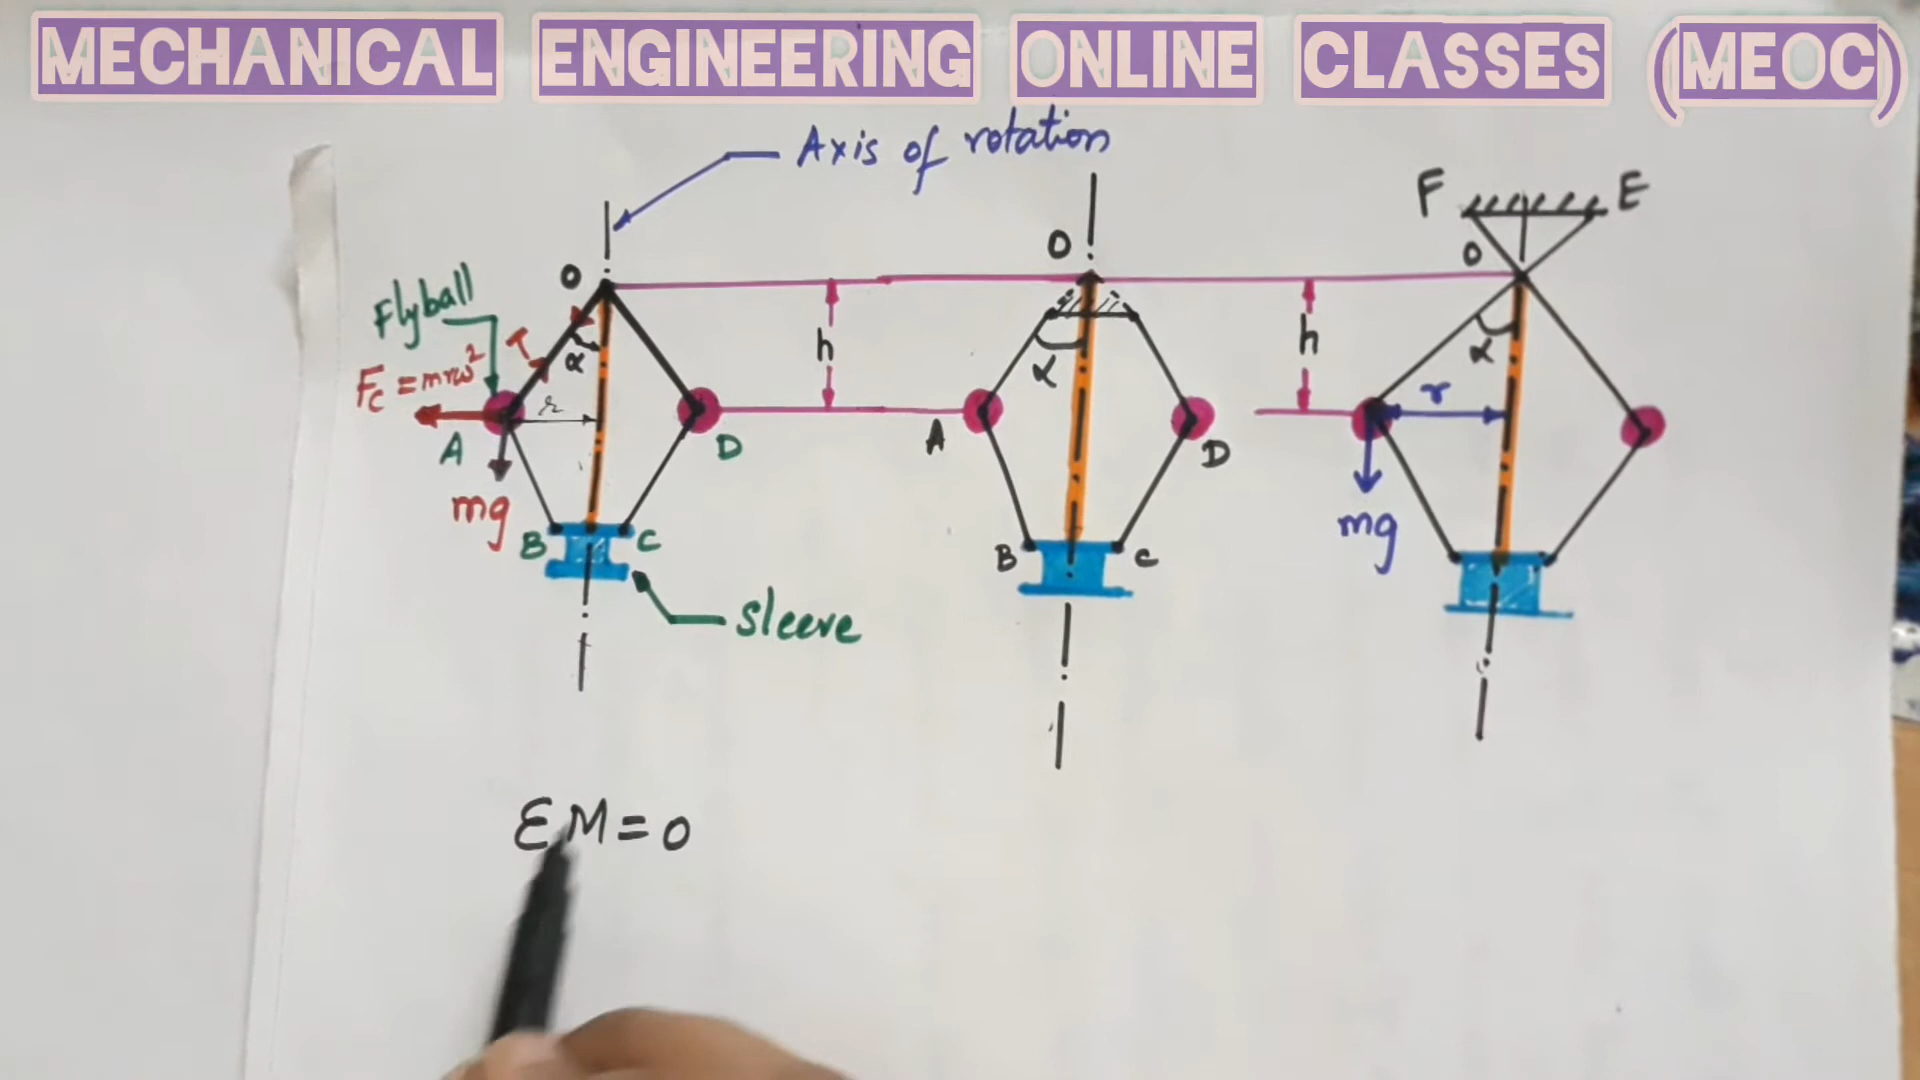 MECHANICAL ENGINEERING ONLINE CLASSES (MEOC)
Axis of rotation
F E
O O O
Flyball
T α h α h α
Fc = mrω²
r r
A D A D
mg mg
B C B C
Sleeve
ΣM = 0